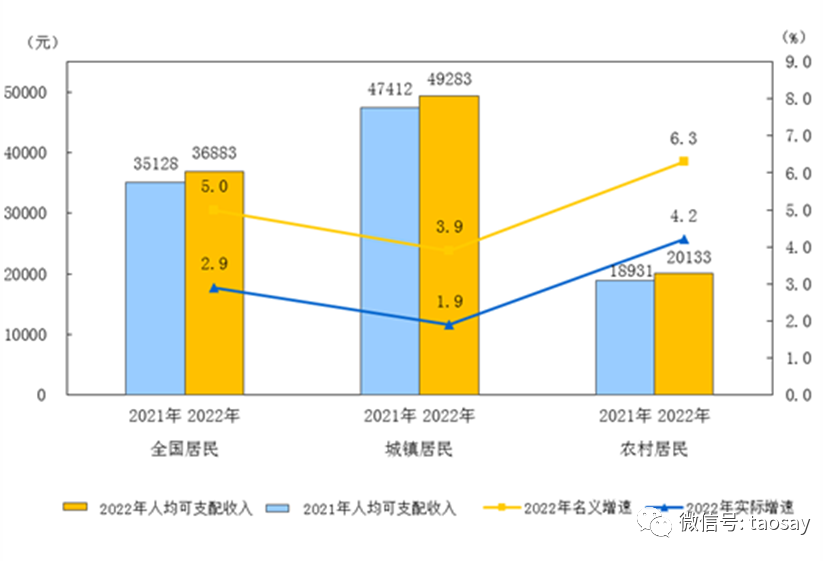 （元）
（%）
50000
40000
30000
20000
10000
0
9.0
8.0
7.0
6.0
5.0
4.0
3.0
2.0
1.0
0.0
35128
36883
47412
49283
18931
20133
5.0
3.9
6.3
2.9
1.9
4.2
2021年 2022年
2021年 2022年
2021年 2022年
全国居民
城镇居民
农村居民
2022年人均可支配收入
2021年人均可支配收入
2022年名义增速
2022年实际增速
微信号: taosay